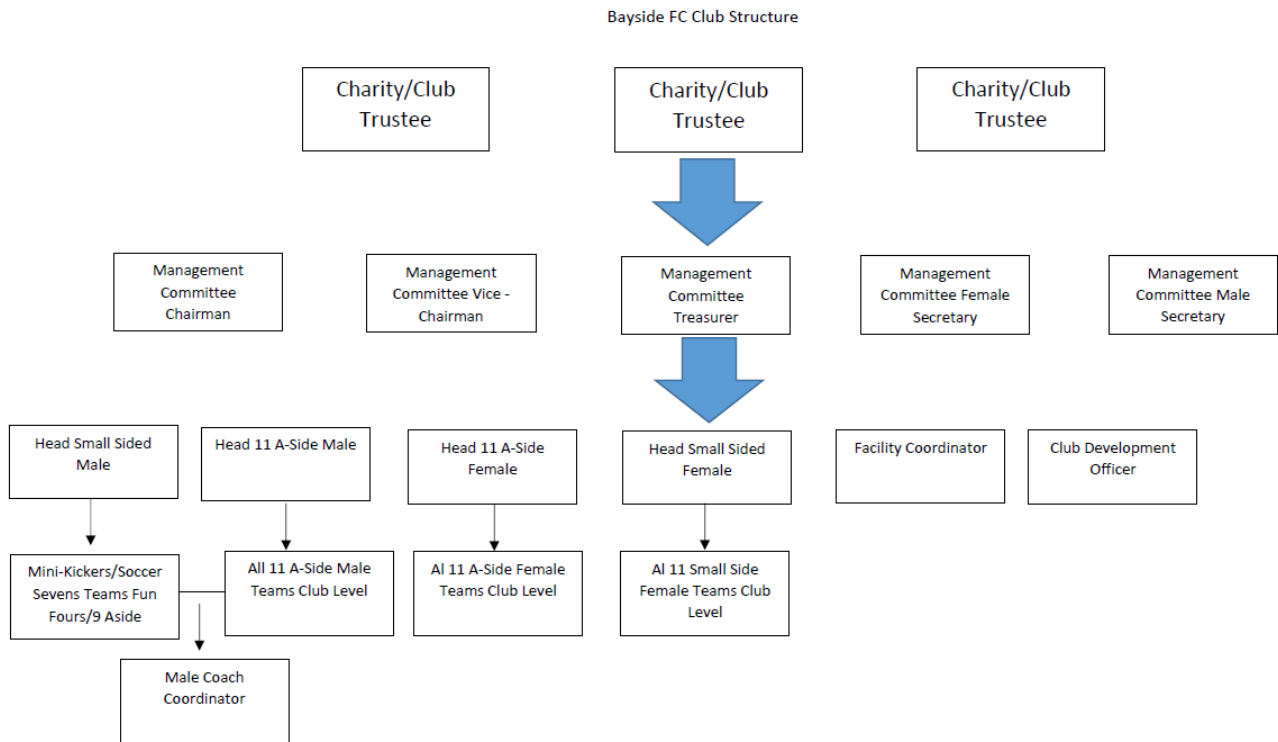 Bayside FC Club Structure
Charity/Club
Trustee
Charity/Club
Trustee
Charity/Club
Trustee
Management
Committee
Chairman
Management
Committee Vice -
Chairman
Management
Committee
Treasurer
Management
Committee Female
Secretary
Management
Committee Male
Secretary
Head Small Sided
Male
Head 11 A-Side Male
Head 11 A-Side
Female
Head Small Sided
Female
Facility Coordinator
Club Development
Officer
Mini-Kickers/Soccer
Sevens Teams Fun
Fours/9 Aside
All 11 A-Side Male
Teams Club Level
Al 11 A-Side Female
Teams Club Level
Al 11 Small Side
Female Teams Club
Level
Male Coach
Coordinator